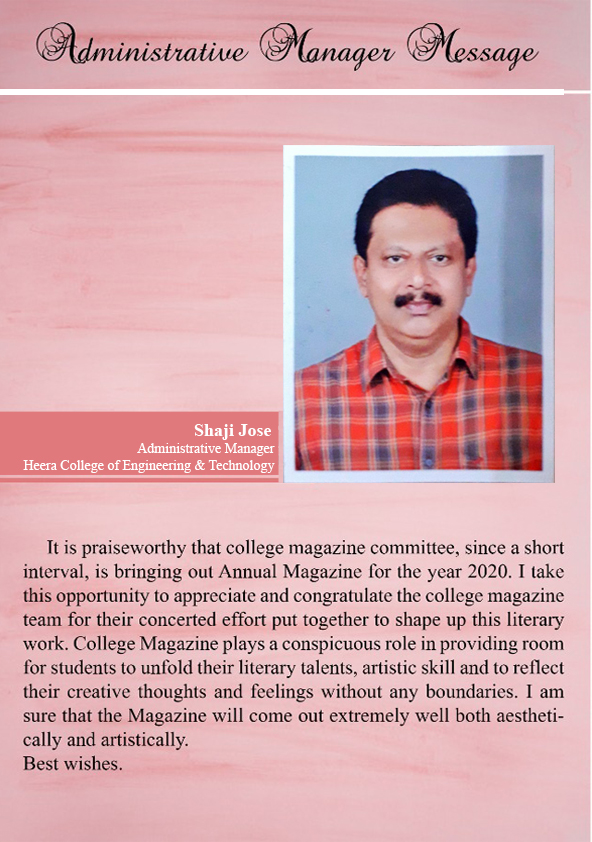 Administrative Manager Message
Shaji Jose
Administrative Manager
Heera College of Engineering & Technology
It is praiseworthy that college magazine committee, since a short
interval, is bringing out Annual Magazine for the year 2020. I take
this opportunity to appreciate and congratulate the college magazine
team for their concerted effort put together to shape up this literary
work. College Magazine plays a conspicuous role in providing room
for students to unfold their literary talents, artistic skill and to reflect
their creative thoughts and feelings without any boundaries. I am
sure that the Magazine will come out extremely well both aestheti-
cally and artistically.
Best wishes.